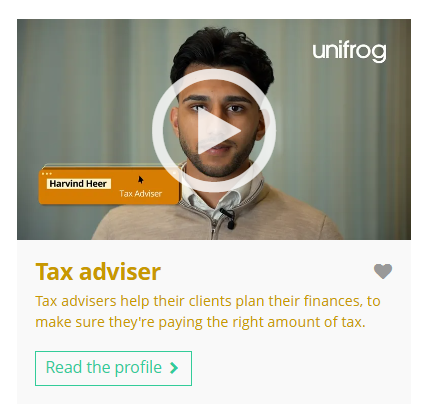 unifrog
Harvind Heer
Tax Adviser
Tax adviser
Tax advisers help their clients plan their finances, to
make sure they're paying the right amount of tax.
Read the profile